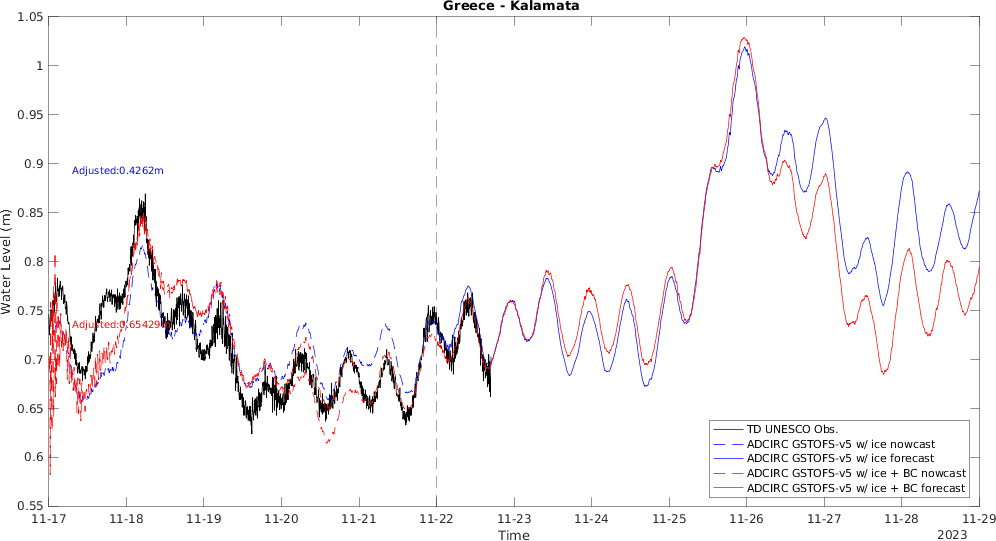 Greece - Kalamata
1.05
1
0.95
0.9
0.85
0.8
0.75
0.7
0.65
0.6
0.55
Water Level (m)
Adjusted:0.4262m
Adjusted:0.65429m
11-17
11-18
11-19
11-20
11-21
11-22
11-23
11-24
11-25
11-26
11-27
11-28
11-29
Time
2023
TD UNESCO Obs.
ADCIRC GSTOFS-v5 w/ ice nowcast
ADCIRC GSTOFS-v5 w/ ice forecast
ADCIRC GSTOFS-v5 w/ ice + BC nowcast
ADCIRC GSTOFS-v5 w/ ice + BC forecast